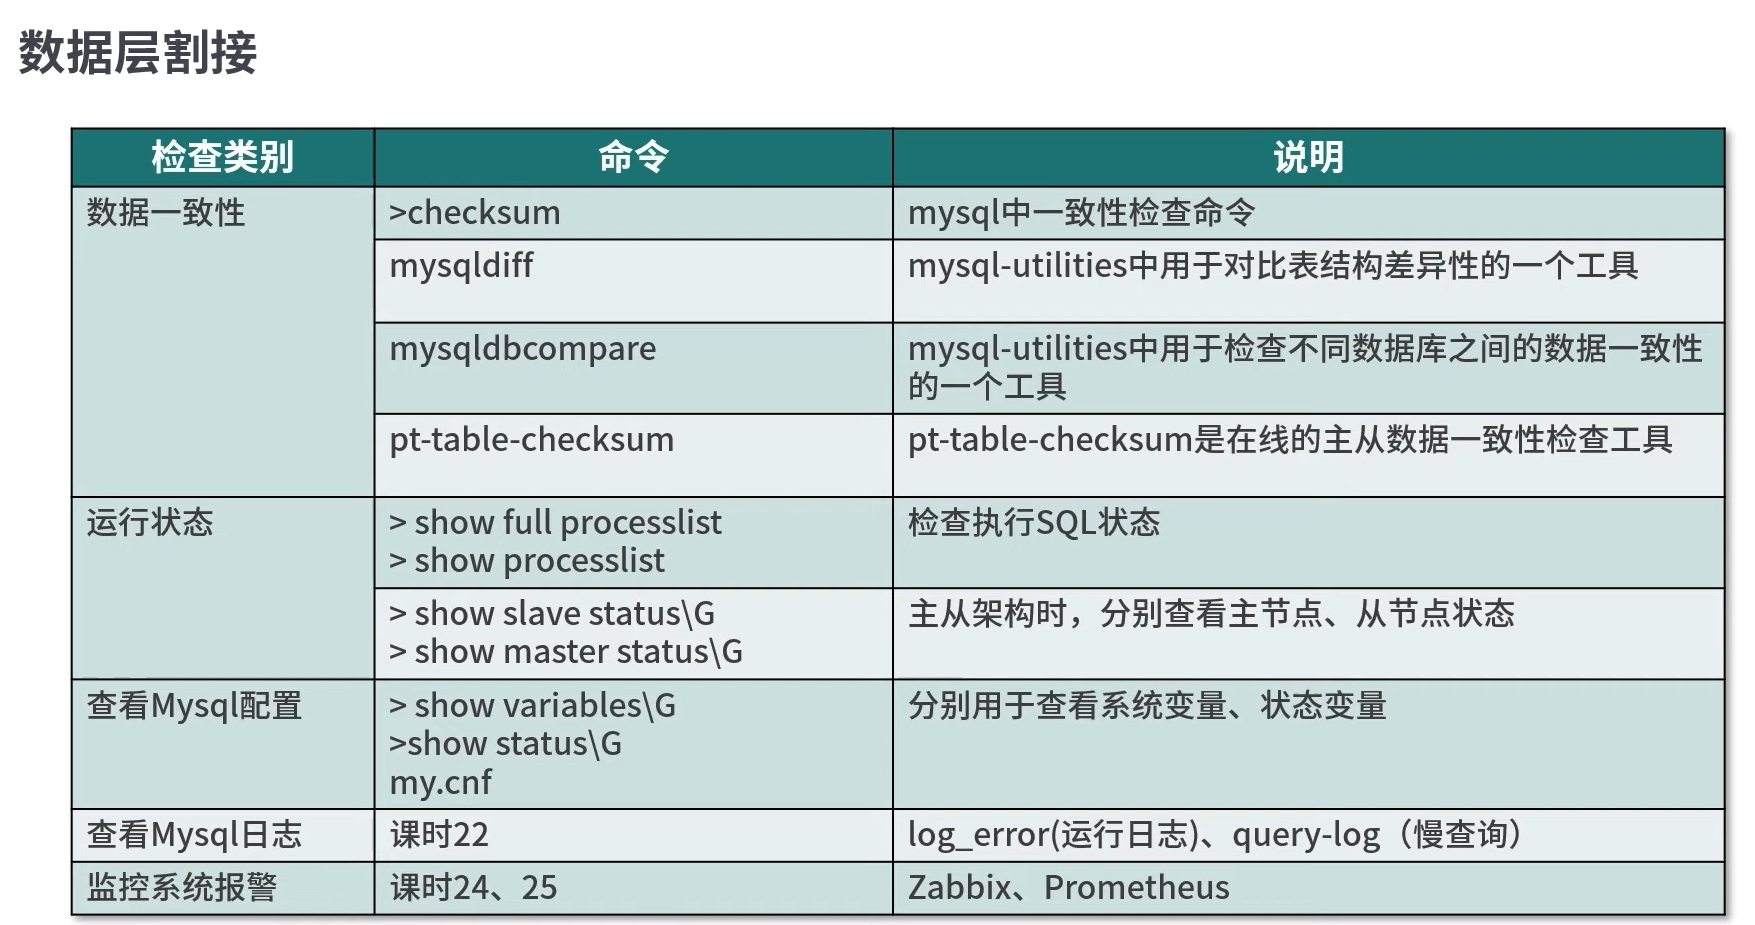 数据层割接
检查类别 命令 说明
数据一致性 >checksum mysql中一致性检查命令
mysqldiff mysql-utilities中用于对比表结构差异性的一个工具
mysqldbcompare mysql-utilities中用于检查不同数据库之间的数据一致性
的一个工具
pt-table-checksum pt-table-checksum是在线的主从数据一致性检查工具
运行状态 > show full processlist 检查执行SQL状态
> show processlist
> show slave status\G 主从架构时，分别查看主节点、从节点状态
> show master status\G
查看Mysql配置 > show variables\G 分别用于查看系统变量、状态变量
>show status\G
my.cnf
查看Mysql日志 课时22 log_error(运行日志)、query-log（慢查询）
监控系统报警 课时24、25 Zabbix、Prometheus